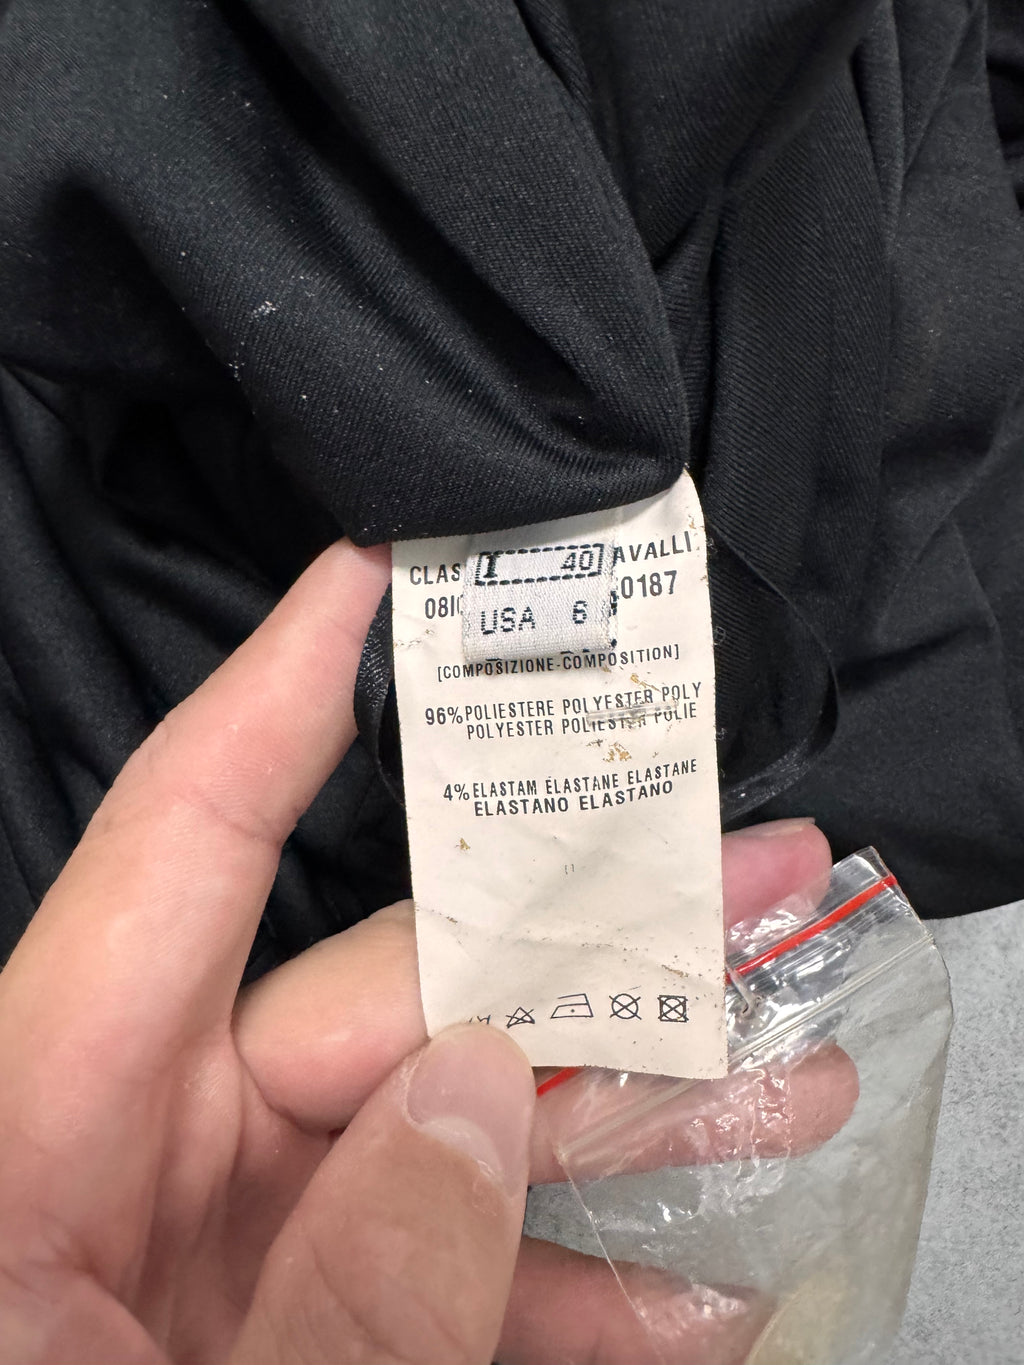 CLAS I 40 AVALLI
08I 0187
USA 6
[COMPOSIZIONE-COMPOSITION]
96% POLIESTERE POLYESTER POLY
POLYESTER POLIESTER POLIE
4% ELASTAM ELASTANE ELASTANE
ELASTANO ELASTANO